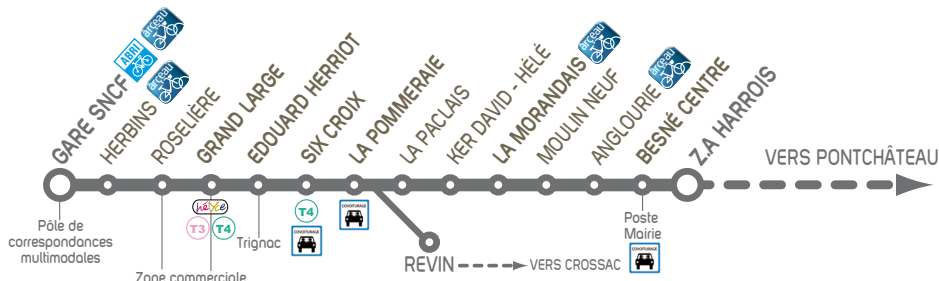 GARE SNCF
ABRI
arceau
HERBINS
arceau
ROSELIÈRE
GRAND LARGE
EDOUARD HERRIOT
SIX CROIX
LA POMMERAIE
LA PACLAIS
KER DAVID - HÉLÉ
LA MORANDAIS
arceau
MOULIN NEUF
ANGLOURIE
arceau
BESNÉ CENTRE
Z.A HARROIS
VERS PONTCHÂTEAU
Pôle de
correspondances
multimodales
hélYce
T3 T4
Trignac
T4
COVOITURAGE
COVOITURAGE
Poste
Mairie
COVOITURAGE
REVIN
VERS CROSSAC
Zone commerciale